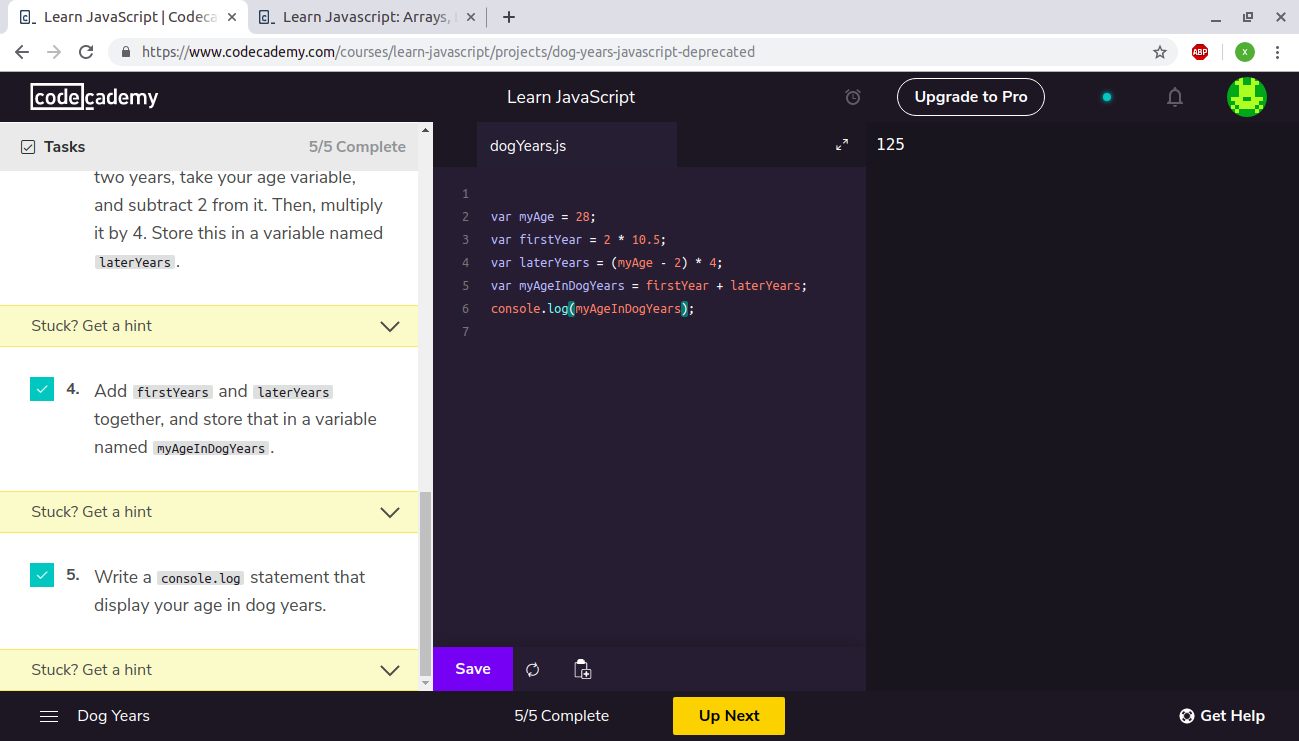 Learn JavaScript | Codeca
Learn Javascript: Arrays,
https://www.codecademy.com/courses/learn-javascript/projects/dog-years-javascript-deprecated
ABP
X
codecademy
Learn JavaScript
Upgrade to Pro
Tasks
5/5 Complete
two years, take your age variable,
and subtract 2 from it. Then, multiply
it by 4. Store this in a variable named
laterYears.
Stuck? Get a hint
4. Add firstYears and laterYears
together, and store that in a variable
named myAgeInDogYears.
Stuck? Get a hint
5. Write a console.log statement that
display your age in dog years.
Stuck? Get a hint
dogYears.js
1
2 var myAge = 28;
3 var firstYear = 2 * 10.5;
4 var laterYears = (myAge - 2) * 4;
5 var myAgeInDogYears = firstYear + laterYears;
6 console.log(myAgeInDogYears);
7
Save
125
Dog Years
5/5 Complete
Up Next
Get Help